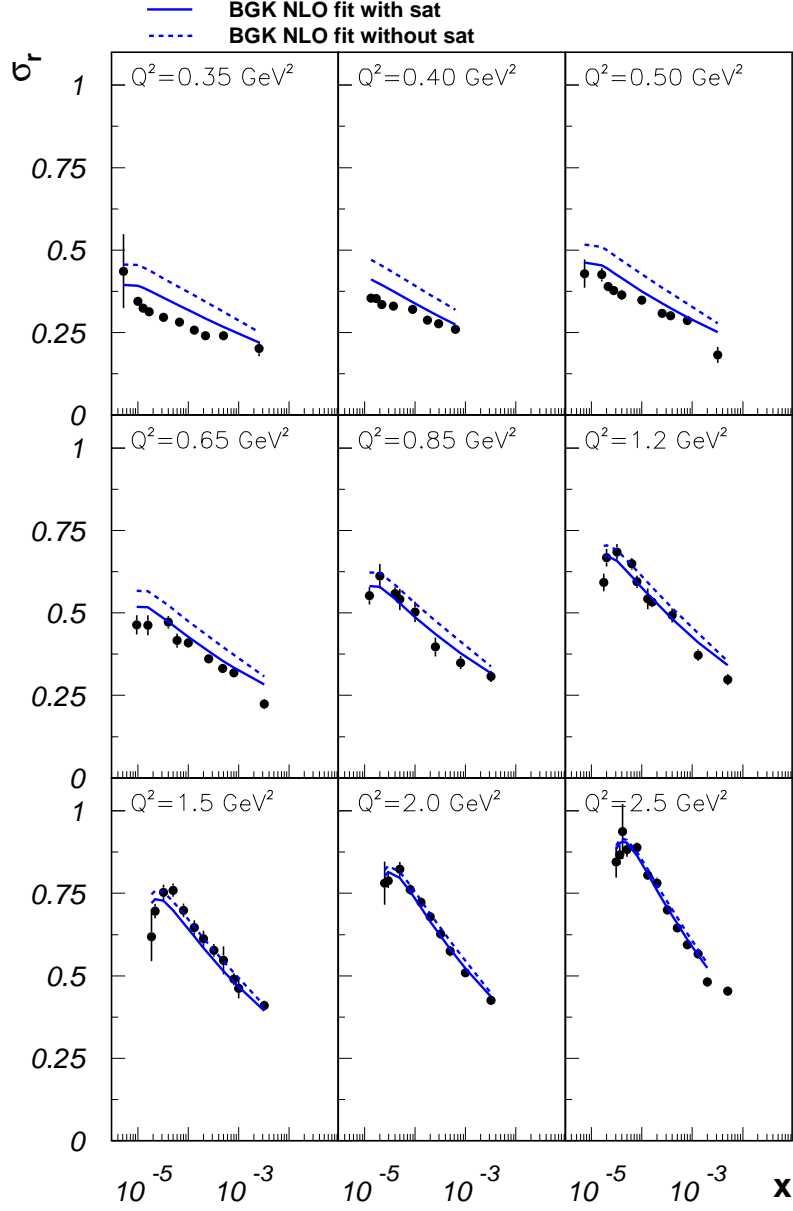 BGK NLO fit with sat
BGK NLO fit without sat
σr
Q²=0.35 GeV²
Q²=0.40 GeV²
Q²=0.50 GeV²
1
0.75
0.5
0.25
0
Q²=0.65 GeV²
Q²=0.85 GeV²
Q²=1.2 GeV²
1
0.75
0.5
0.25
0
Q²=1.5 GeV²
Q²=2.0 GeV²
Q²=2.5 GeV²
1
0.75
0.5
0.25
0
10⁻⁵ 10⁻³ 10⁻⁵ 10⁻³ 10⁻⁵ 10⁻³ x